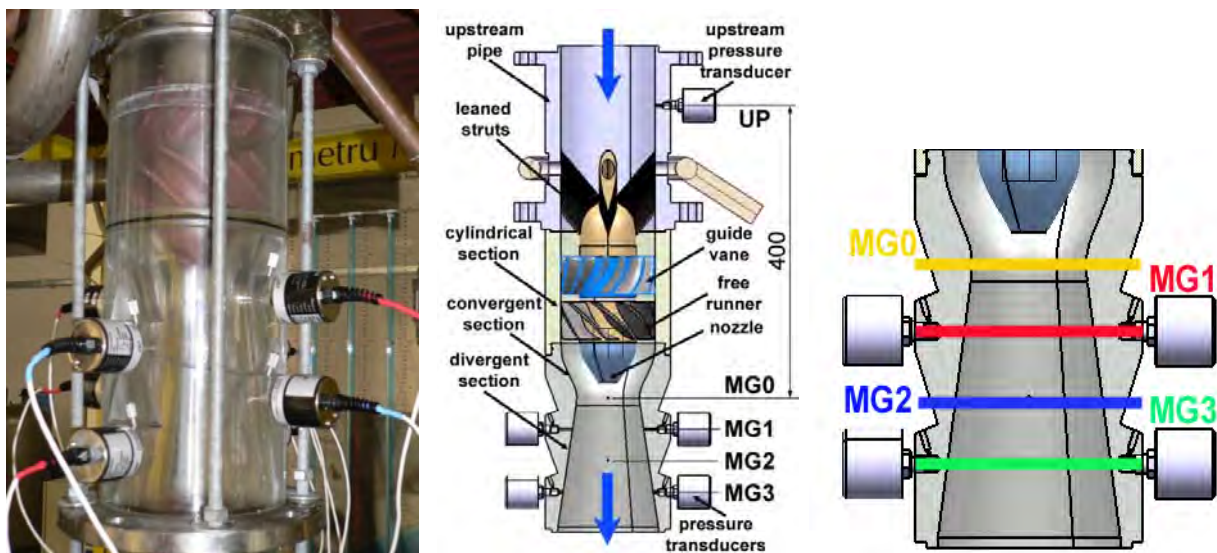 metru
upstream
pipe
leaned
struts
cylindrical
section
convergent
section
divergent
section
upstream
pressure
transducer
UP
400
guide
vane
free
runner
nozzle
MG0
MG1
MG2
MG3
pressure
transducers
MG0
MG1
MG2
MG3